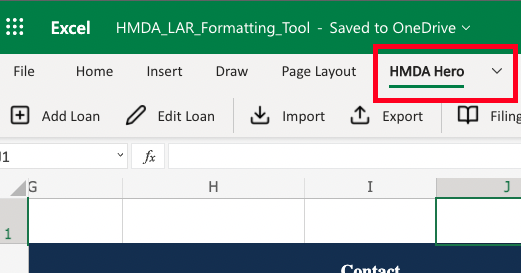 Excel HMDA_LAR_Formatting_Tool - Saved to OneDrive
File Home Insert Draw Page Layout HMDA Hero
Add Loan Edit Loan Import Export Filing
J1 fx
G H I J
1
Contact